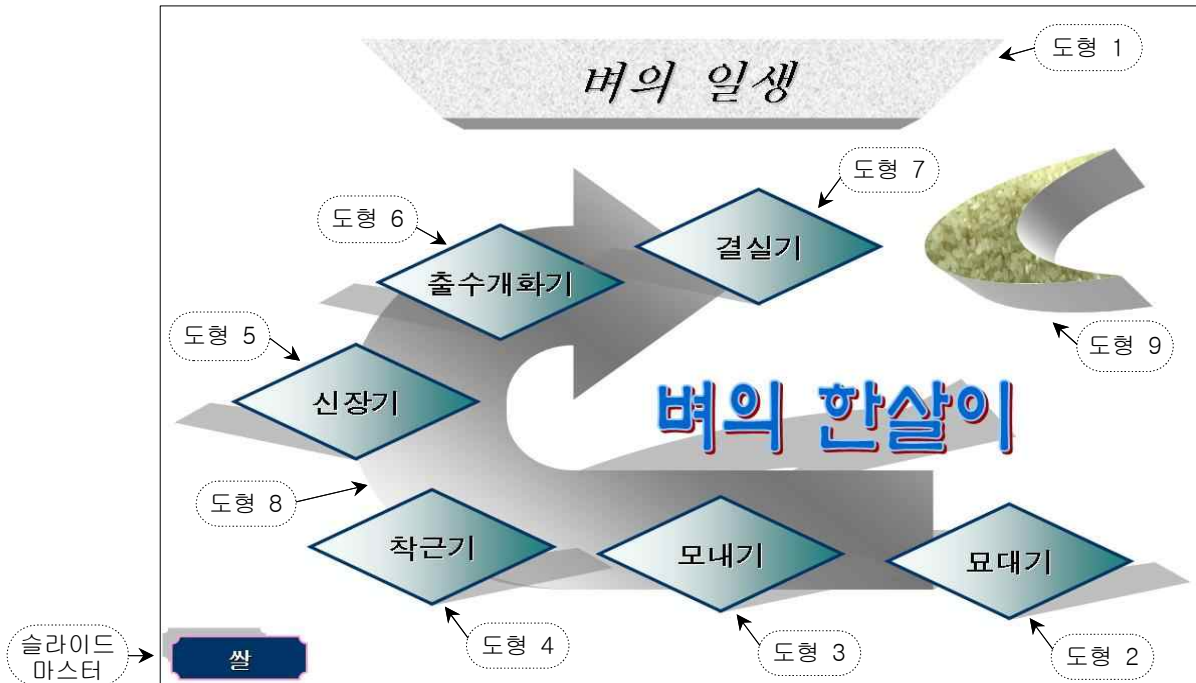 도형 1
벼의 일생
도형 7
도형 6
결실기
출수개화기
도형 5
도형 9
신장기
벼의 한살이
도형 8
착근기
모내기
묘대기
슬라이드
마스터
쌀
도형 4
도형 3
도형 2